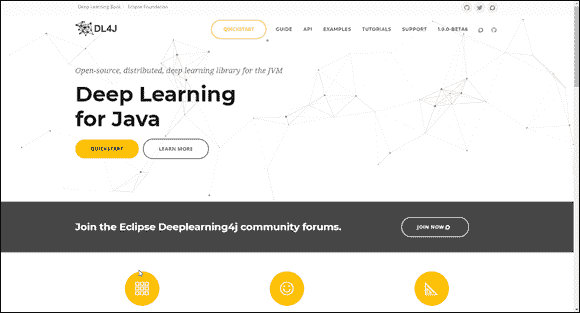 Deep Learning Book · Eclipse Foundation
DL4J
QUICKSTART GUIDE API EXAMPLES TUTORIALS SUPPORT 1.0.0-BETA6
Open-source, distributed, deep learning library for the JVM
Deep Learning
for Java
QUICKSTART LEARN MORE
Join the Eclipse Deeplearning4j community forums. JOIN NOW